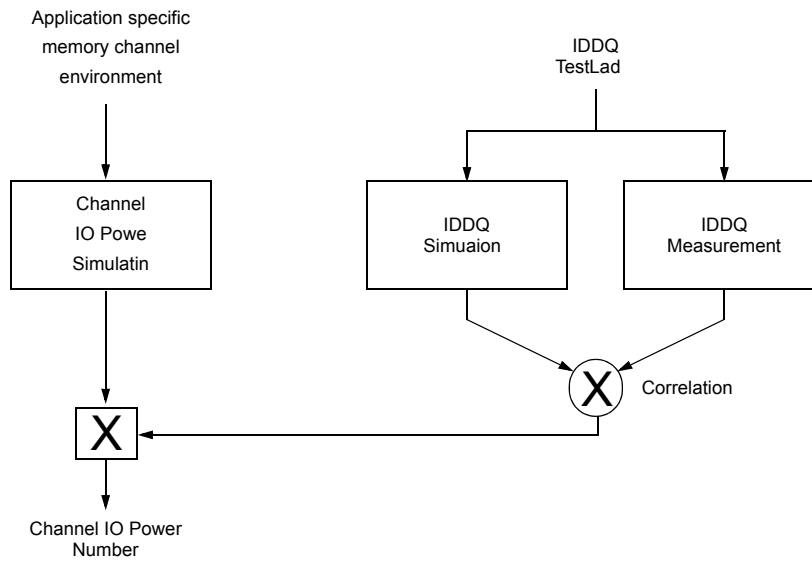 Application specific
memory channel
environment
IDDQ
TestLad
Channel
IO Powe
Simulatin
IDDQ
Simuaion
IDDQ
Measurement
X
Correlation
X
Channel IO Power
Number